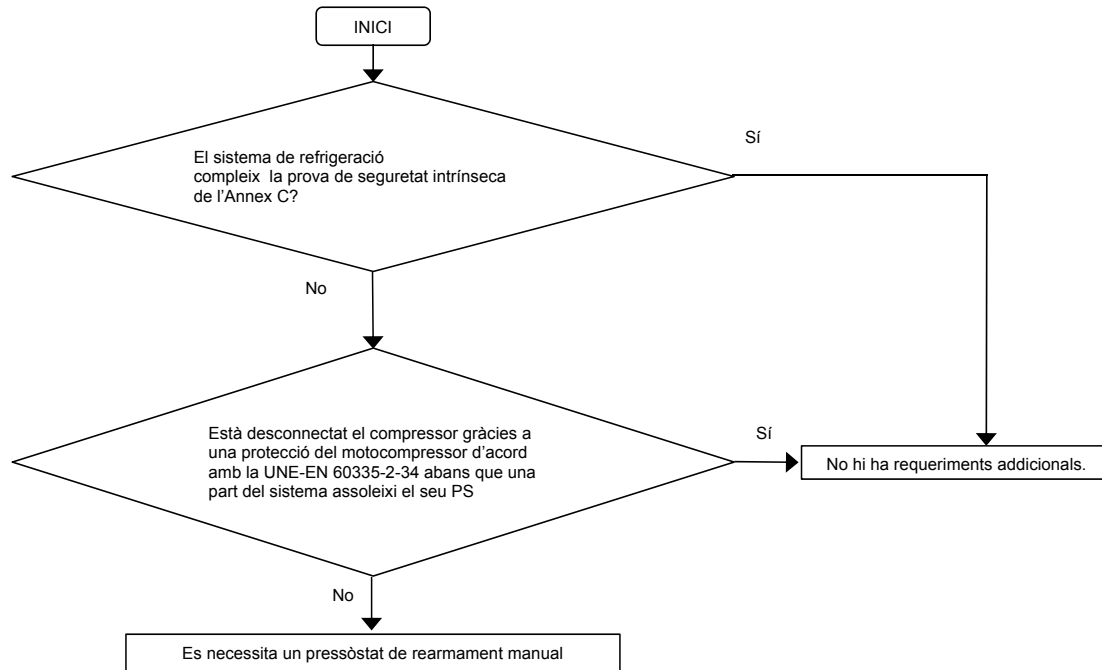 INICI
Sí
El sistema de refrigeració
compleix la prova de seguretat intrínseca
de l'Annex C?
No
Està desconnectat el compressor gràcies a
una protecció del motocompressor d'acord
amb la UNE-EN 60335-2-34 abans que una
part del sistema assoleixi el seu PS
Sí
No hi ha requeriments addicionals.
No
Es necessita un pressòstat de rearmament manual